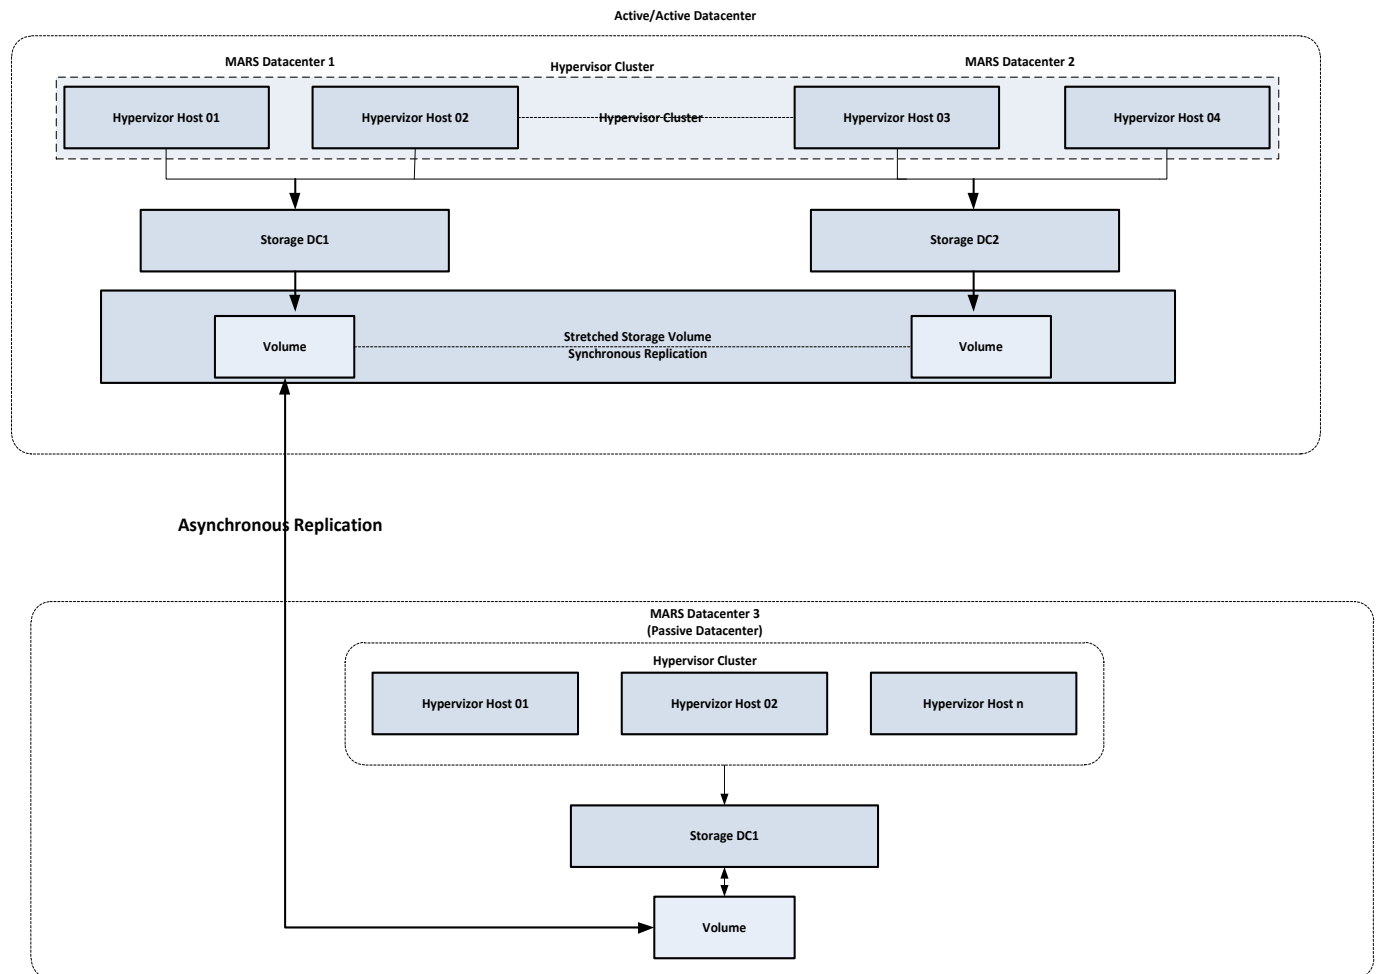 Active/Active Datacenter
MARS Datacenter 1
Hypervisor Cluster
MARS Datacenter 2
Hypervizor Host 01
Hypervizor Host 02
Hypervisor Cluster
Hypervizor Host 03
Hypervizor Host 04
Storage DC1
Storage DC2
Volume
Stretched Storage Volume
Synchronous Replication
Volume
Asynchronous Replication
MARS Datacenter 3
(Passive Datacenter)
Hypervisor Cluster
Hypervizor Host 01
Hypervizor Host 02
Hypervizor Host n
Storage DC1
Volume